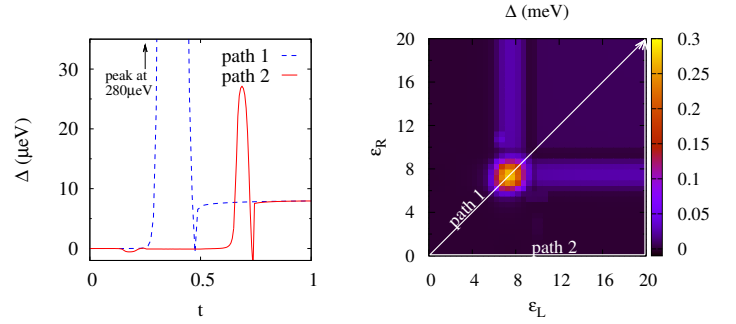 Δ (μeV)
35
30
20
10
0
peak at
280μeV
path 1
path 2
0
0.5
1
t
Δ (meV)
20
16
12
8
4
0
ε_R
path 1
path 2
0
4
8
12
16
20
ε_L
0.3
0.25
0.2
0.15
0.1
0.05
0